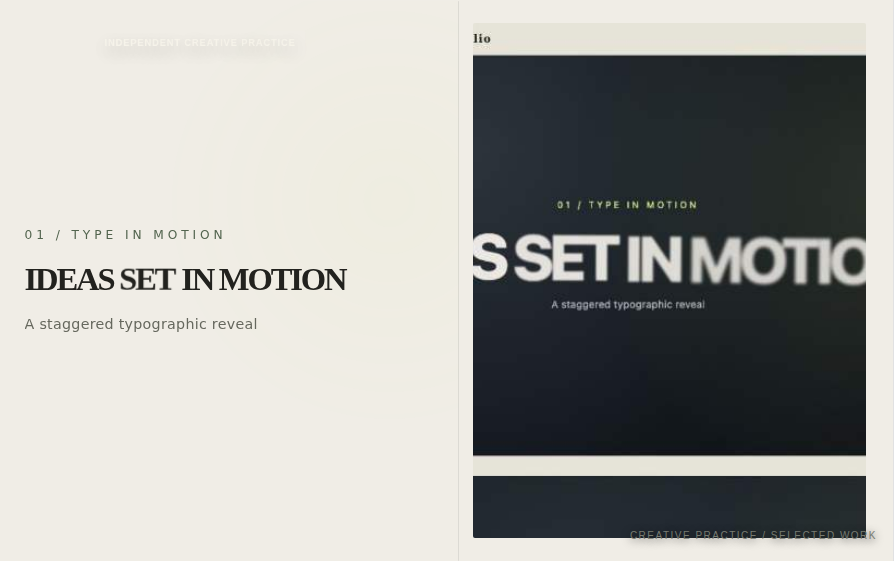 INDEPENDENT CREATIVE PRACTICE
01 / TYPE IN MOTION
IDEAS SET IN MOTION
A staggered typographic reveal
lio
01 / TYPE IN MOTION
S SET IN MOTIO
A staggered typographic reveal
CREATIVE PRACTICE / SELECTED WORK